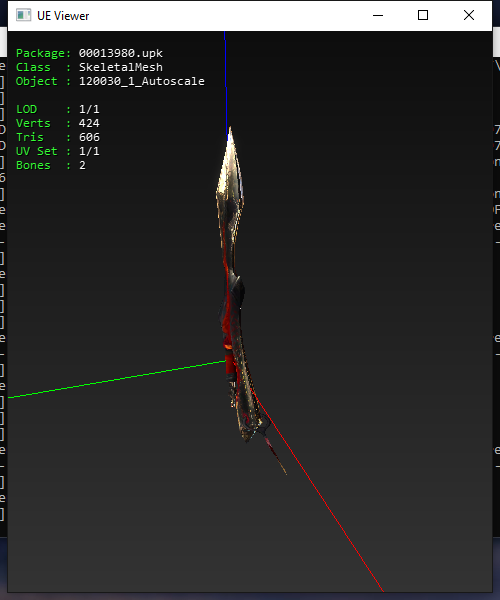 UE Viewer
Package: 00013980.upk
Class  : SkeletalMesh
Object : 120030_1_Autoscale
LOD    : 1/1
Verts  : 424
Tris   : 606
UV Set : 1/1
Bones  : 2